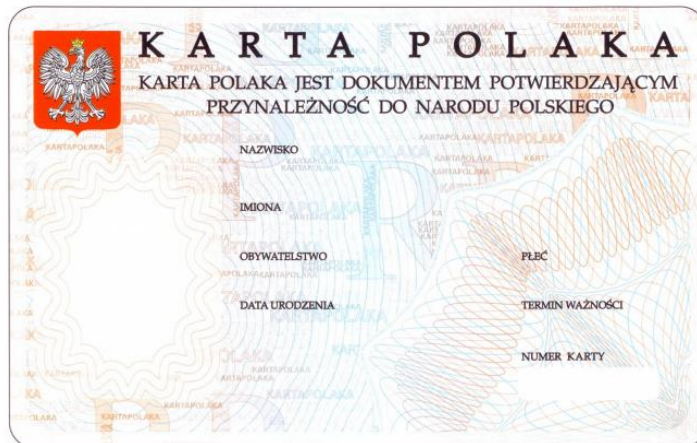 KARTA POLAKA
KARTA POLAKA JEST DOKUMENTEM POTWIERDZAJĄCYM
PRZYNALEŻNOŚĆ DO NARODU POLSKIEGO
NAZWISKO
IMIONA
OBYWATELSTWO
PŁEĆ
DATA URODZENIA
TERMIN WAŻNOŚCI
NUMER KARTY